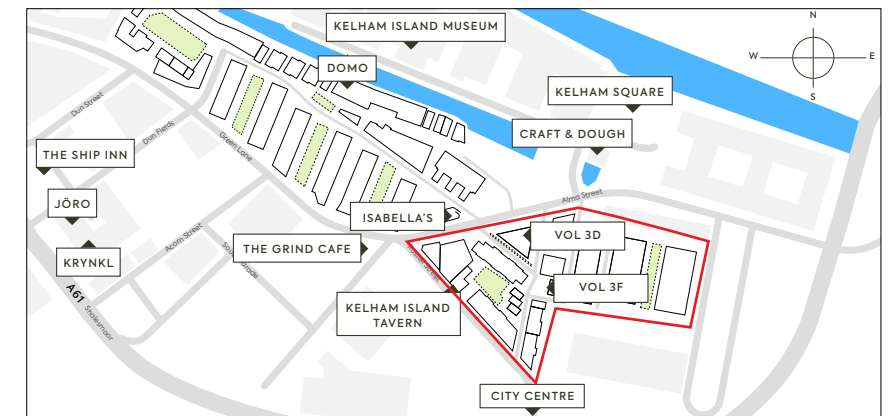 KELHAM ISLAND MUSEUM
N
W
E
S
DOMO
KELHAM SQUARE
Dun Street
CRAFT & DOUGH
Dun Fields
Green Lane
THE SHIP INN
Alma Street
JÖRO
ISABELLA'S
Acorn Street
VOL 3D
THE GRIND CAFE
KRYNKL
VOL 3F
A61
Shalesmoor
KELHAM ISLAND
TAVERN
CITY CENTRE